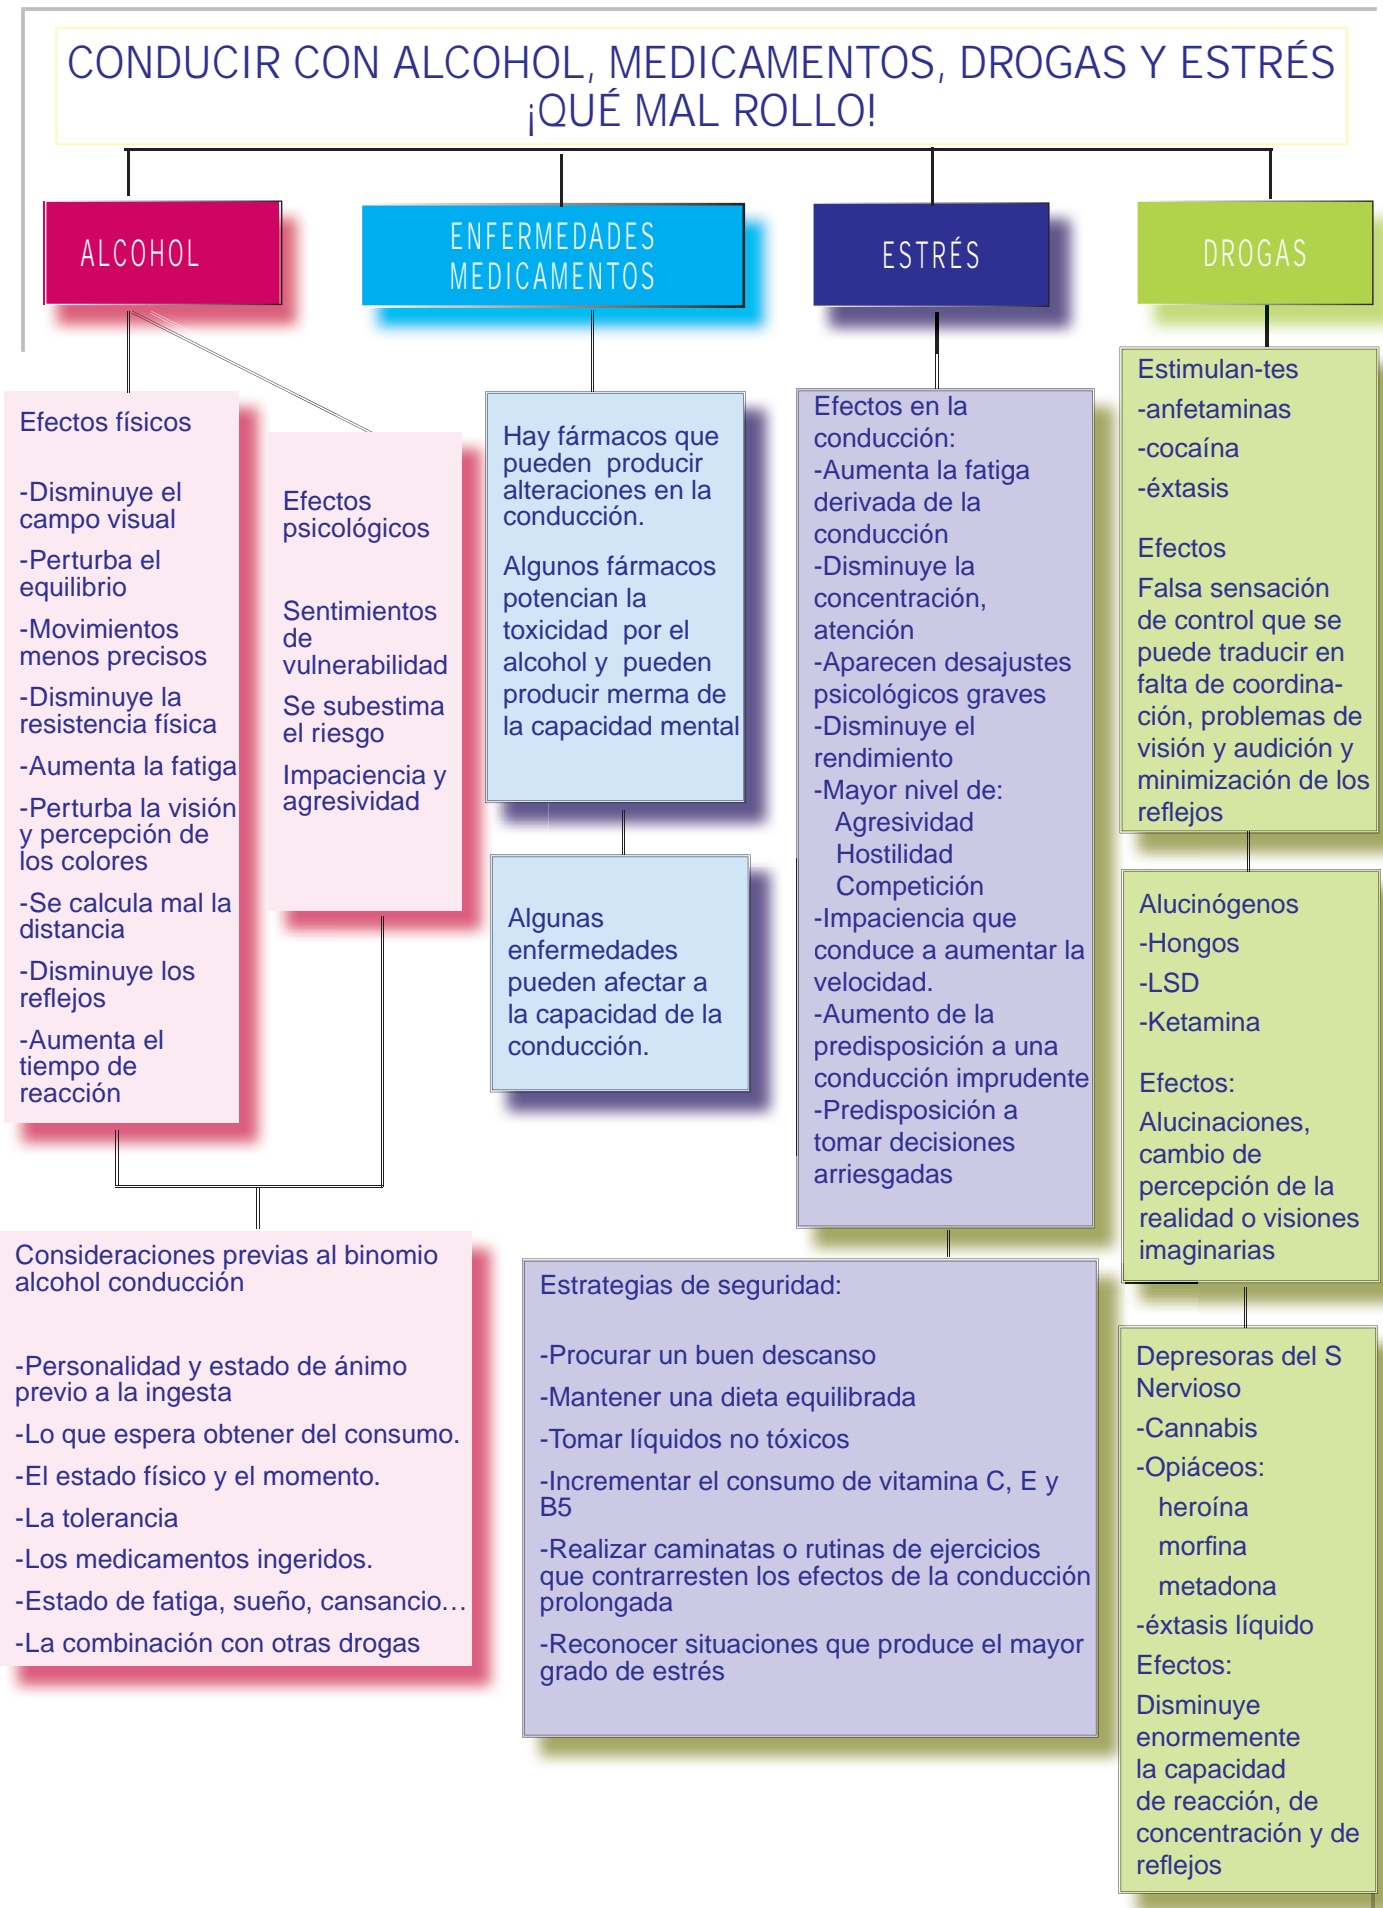 CONDUCIR CON ALCOHOL, MEDICAMENTOS, DROGAS Y ESTRÉS
¡QUÉ MAL ROLLO!
ALCOHOL
Efectos físicos
-Disminuye el
campo visual
-Perturba el
equilibrio
-Movimientos
menos precisos
-Disminuye la
resistencia física
-Aumenta la fatiga
-Perturba la visión
y percepción de
los colores
-Se calcula mal la
distancia
-Disminuye los
reflejos
-Aumenta el
tiempo de
reacción
Efectos
psicológicos
Sentimientos
de
vulnerabilidad
Se subestima
el riesgo
Impaciencia y
agresividad
Consideraciones previas al binomio
alcohol conducción
-Personalidad y estado de ánimo
previo a la ingesta
-Lo que espera obtener del consumo.
-El estado físico y el momento.
-La tolerancia
-Los medicamentos ingeridos.
-Estado de fatiga, sueño, cansancio…
-La combinación con otras drogas
ENFERMEDADES
MEDICAMENTOS
Hay fármacos que
pueden producir
alteraciones en la
conducción.
Algunos fármacos
potencian la
toxicidad por el
alcohol y pueden
producir merma de
la capacidad mental
Algunas
enfermedades
pueden afectar a
la capacidad de la
conducción.
ESTRÉS
Efectos en la
conducción:
-Aumenta la fatiga
derivada de la
conducción
-Disminuye la
concentración,
atención
-Aparecen desajustes
psicológicos graves
-Disminuye el
rendimiento
-Mayor nivel de:
Agresividad
Hostilidad
Competición
-Impaciencia que
conduce a aumentar la
velocidad.
-Aumento de la
predisposición a una
conducción imprudente
-Predisposición a
tomar decisiones
arriesgadas
Estrategias de seguridad:
-Procurar un buen descanso
-Mantener una dieta equilibrada
-Tomar líquidos no tóxicos
-Incrementar el consumo de vitamina C, E y
B5
-Realizar caminatas o rutinas de ejercicios
que contrarresten los efectos de la conducción
prolongada
-Reconocer situaciones que produce el mayor
grado de estrés
DROGAS
Estimulan-tes
-anfetaminas
-cocaína
-éxtasis
Efectos
Falsa sensación
de control que se
puede traducir en
falta de coordina-
ción, problemas de
visión y audición y
minimización de los
reflejos
Alucinógenos
-Hongos
-LSD
-Ketamina
Efectos:
Alucinaciones,
cambio de
percepción de la
realidad o visiones
imaginarias
Depresoras del S
Nervioso
-Cannabis
-Opiáceos:
heroína
morfina
metadona
-éxtasis líquido
Efectos:
Disminuye
enormemente
la capacidad
de reacción, de
concentración y de
reflejos